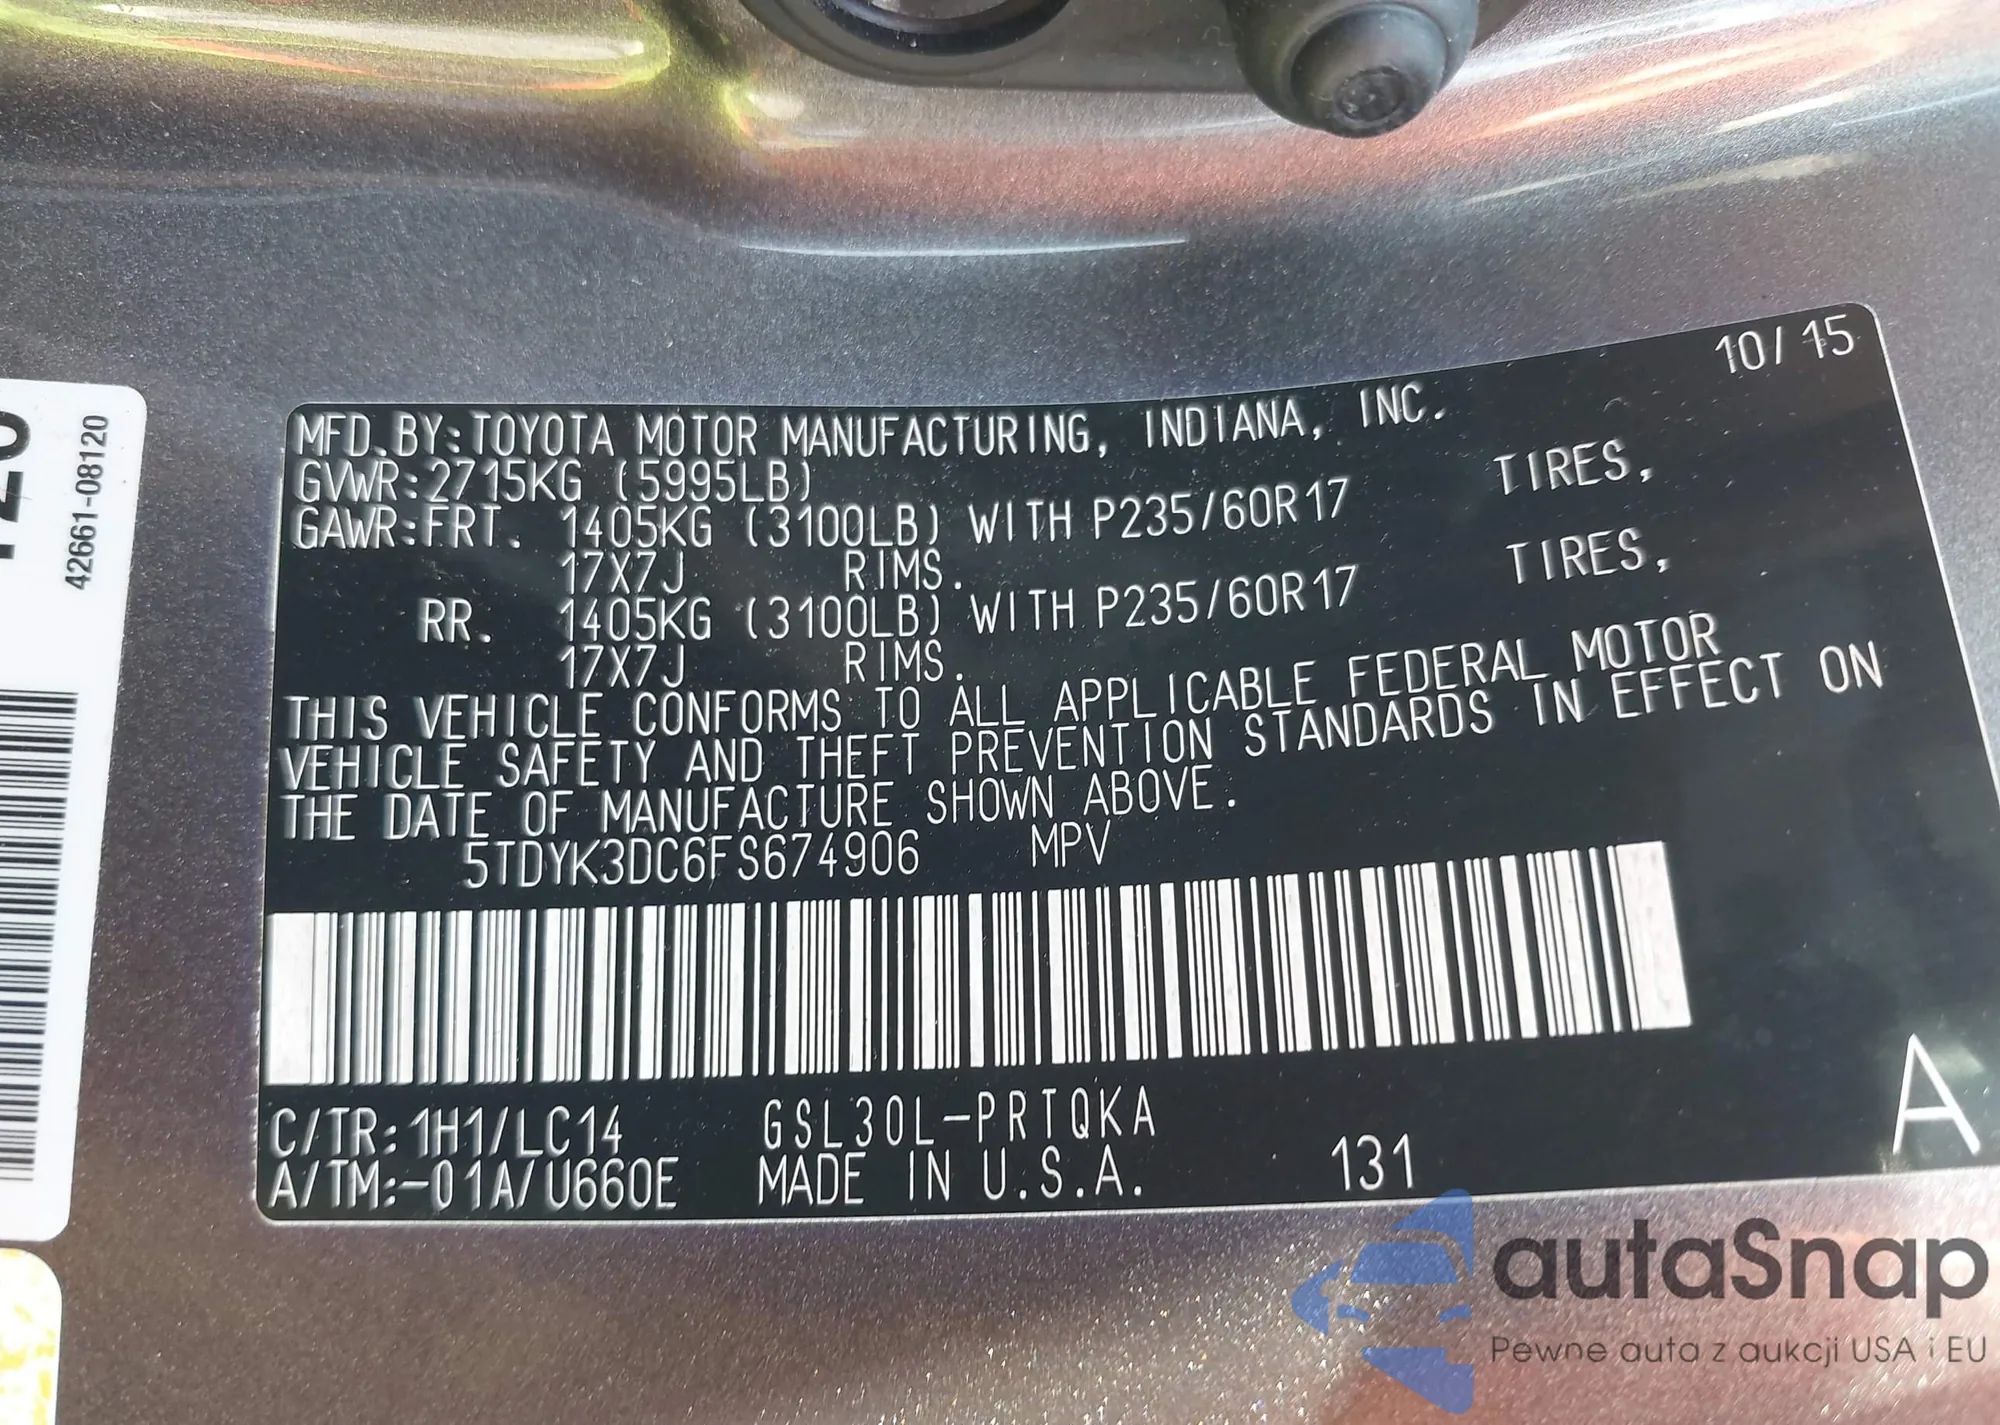 10/15
MFD.BY:TOYOTA MOTOR MANUFACTURING, INDIANA, INC.
GVWR:2715KG (5995LB)
GAWR:FRT. 1405KG (3100LB) WITH P235/60R17 TIRES,
17X7J RIMS.
RR. 1405KG (3100LB) WITH P235/60R17 TIRES,
17X7J RIMS.
THIS VEHICLE CONFORMS TO ALL APPLICABLE FEDERAL MOTOR
VEHICLE SAFETY AND THEFT PREVENTION STANDARDS IN EFFECT ON
THE DATE OF MANUFACTURE SHOWN ABOVE.
5TDYK3DC6FS674906 MPV
C/TR:1H1/LC14 GSL30L-PRTQKA
A/TM:-01A/U660E MADE IN U.S.A. 131
A
42661-08120
autaSnap
Pewne auta z aukcji USA i EU